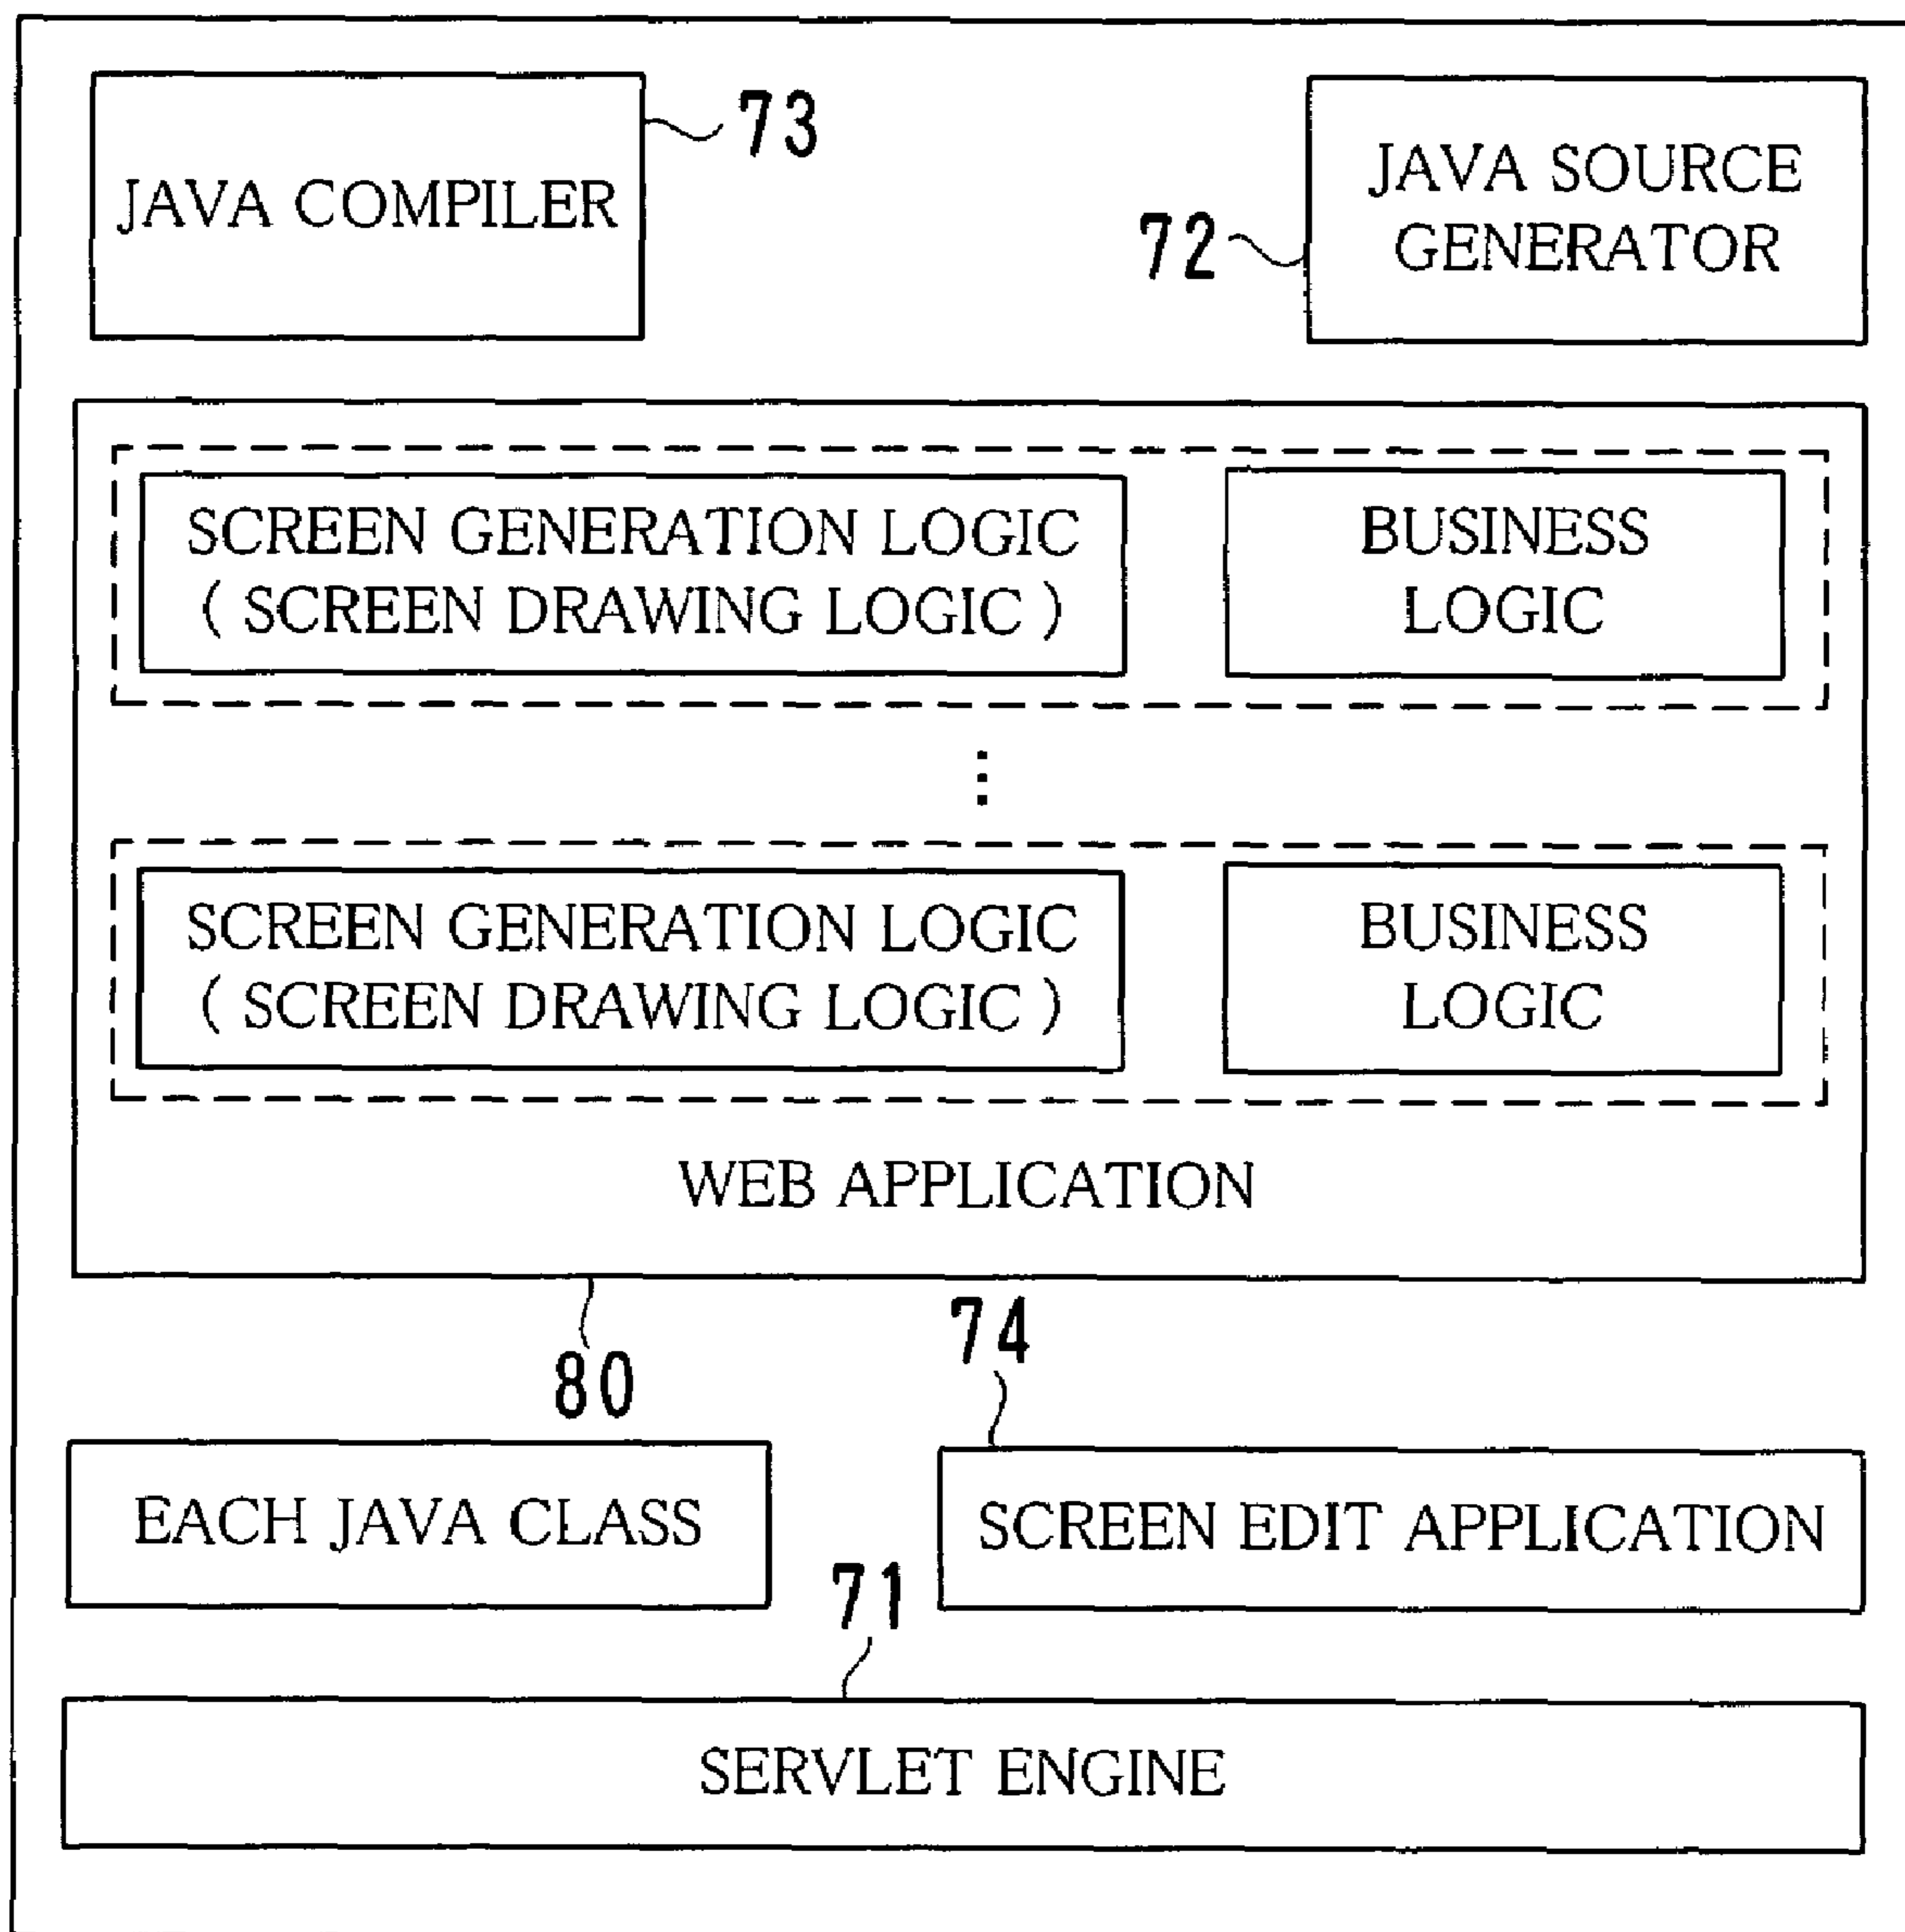 73
JAVA COMPILER
JAVA SOURCE
GENERATOR
72
SCREEN GENERATION LOGIC
( SCREEN DRAWING LOGIC )
BUSINESS
LOGIC
⋮
SCREEN GENERATION LOGIC
( SCREEN DRAWING LOGIC )
BUSINESS
LOGIC
WEB APPLICATION
80
74
EACH JAVA CLASS
SCREEN EDIT APPLICATION
71
SERVLET ENGINE